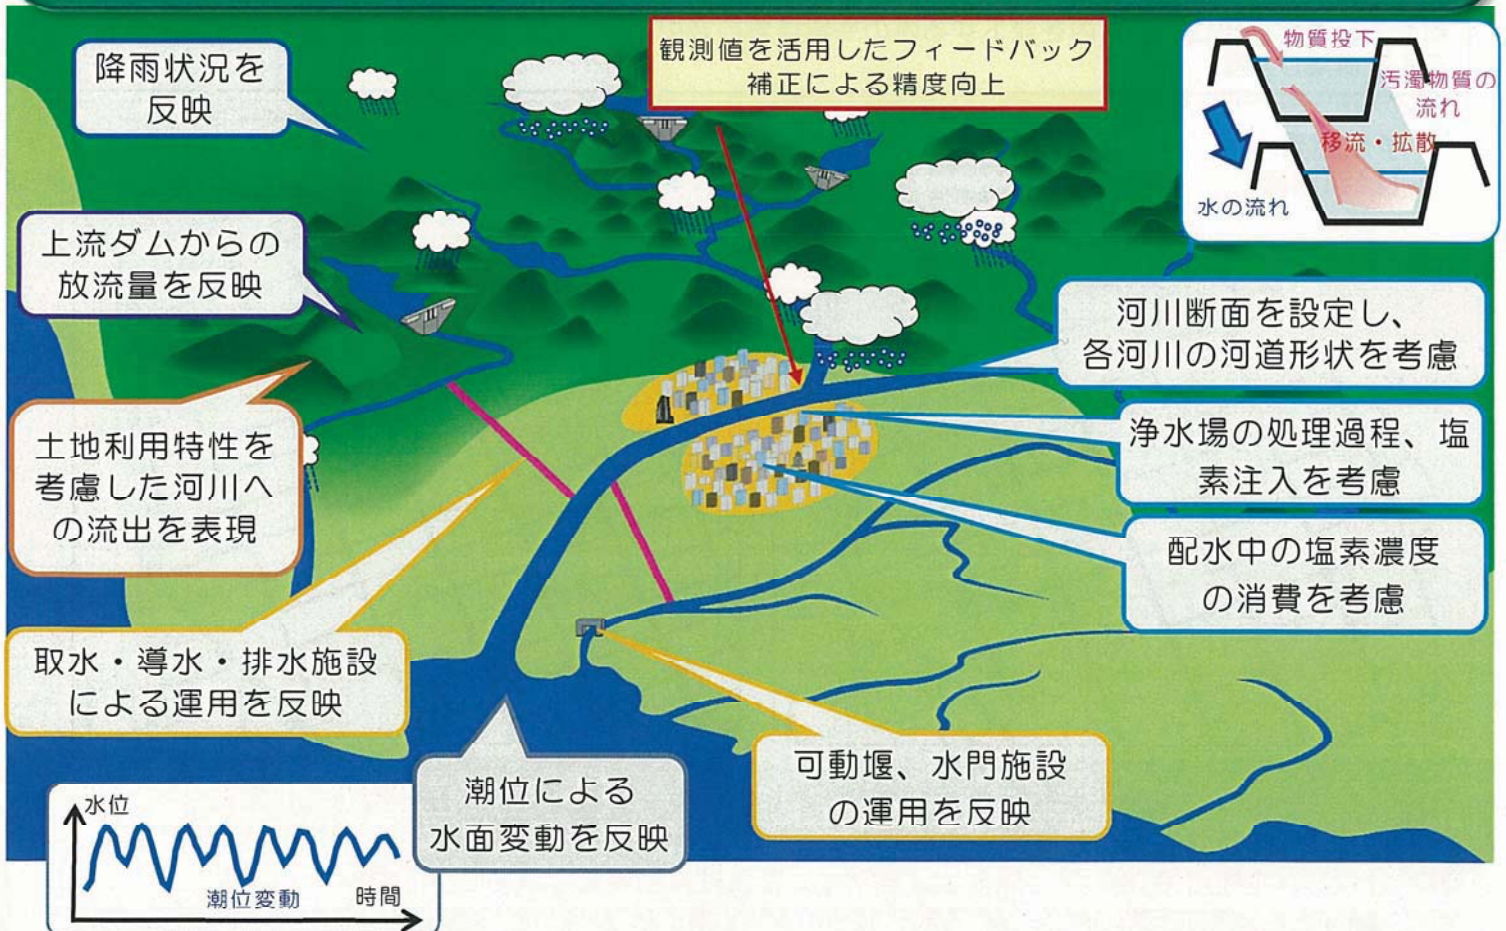 降雨状況を
反映
観測値を活用したフィードバック
補正による精度向上
物質投下
汚濁物質の
流れ
移流・拡散
水の流れ
上流ダムからの
放流量を反映
河川断面を設定し、
各河川の河道形状を考慮
土地利用特性を
考慮した河川へ
の流出を表現
浄水場の処理過程、塩
素注入を考慮
配水中の塩素濃度
の消費を考慮
取水・導水・排水施設
による運用を反映
潮位による
水面変動を反映
可動堰、水門施設
の運用を反映
水位
潮位変動
時間